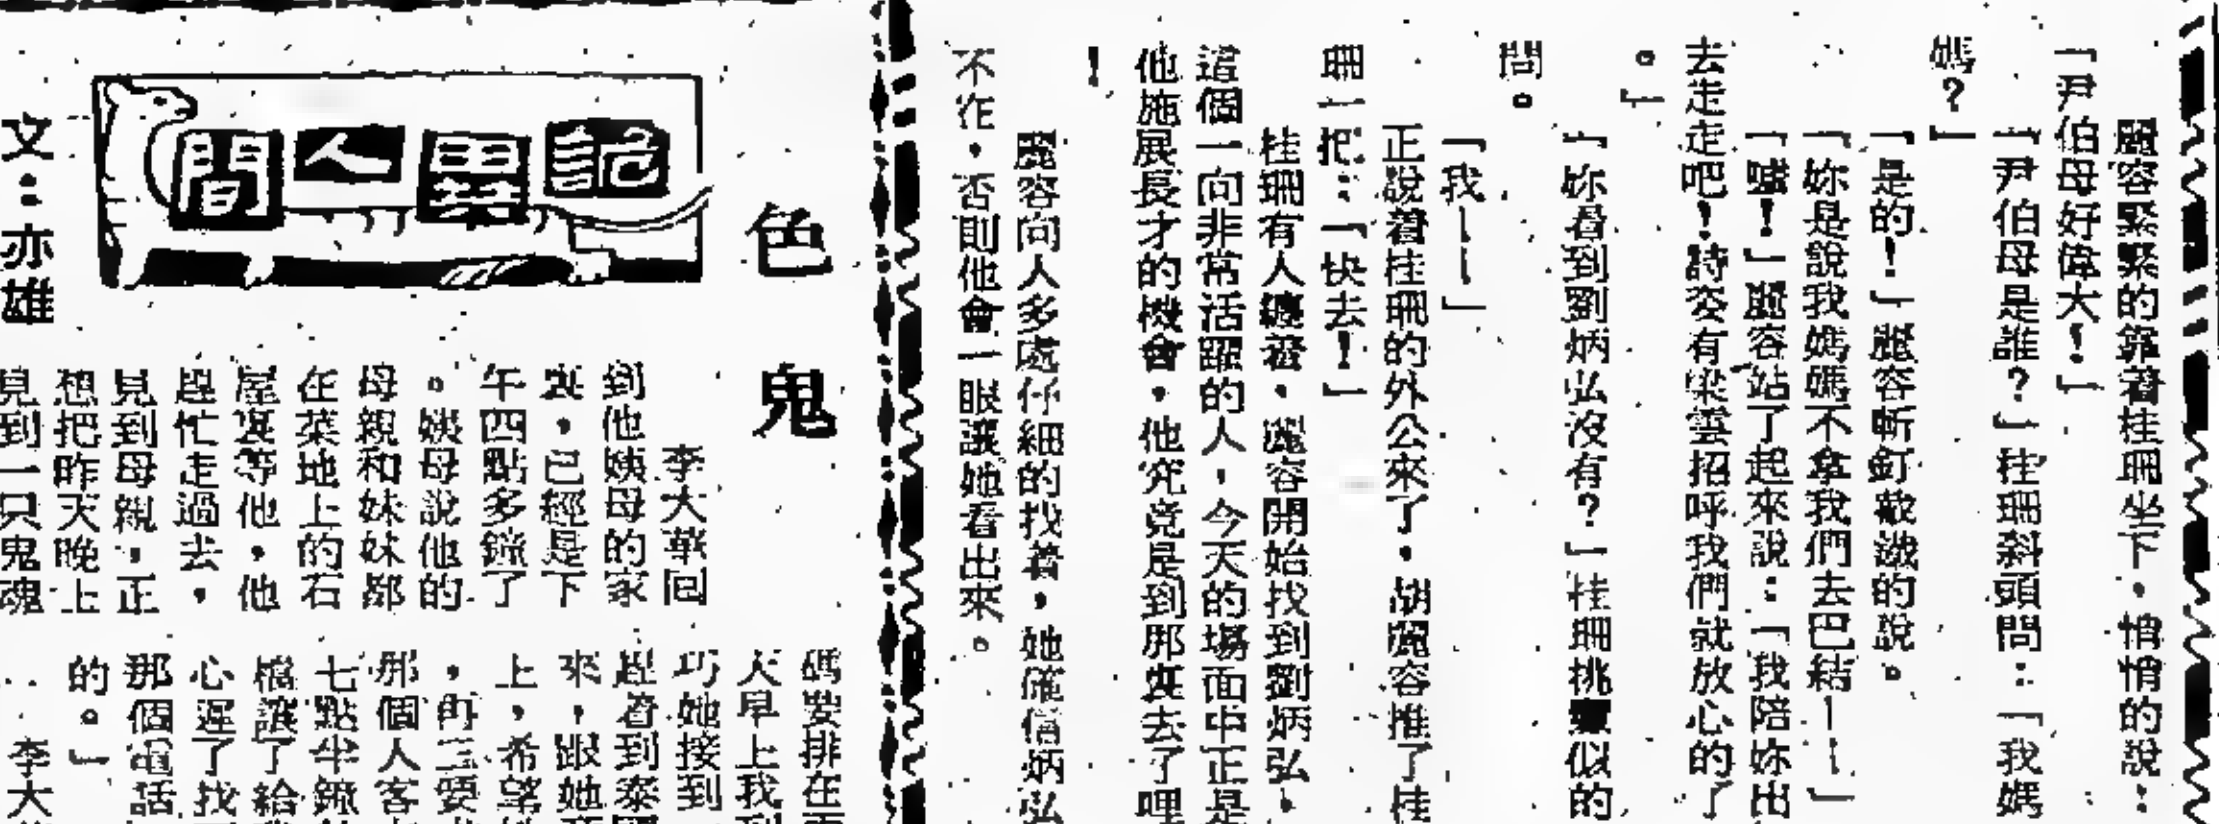 麗容緊緊的靠着桂珊坐下，悄悄的說：
「尹伯母好偉大！」
「尹伯母是誰？」桂珊斜頭問：「我媽
媽？」
「是的！」麗容斬釘截鐵的說。
「妳是說我媽媽不拿我們去巴結——」
「噓！」麗容站了起來說：「我陪妳出
去走走吧！詩姿有梁雲招呼我們就放心的了
。」
「妳看到劉炳弘沒有？」桂珊挑釁似的
問。
「我——」
正說着桂珊的外公來了，胡麗容推了桂
珊一把：「快去！」
桂珊有人纏着，麗容開始找到劉炳弘，
這個一向非常活躍的人，今天的場面中正是
他施展長才的機會，他究竟是到那裏去了哩
！
麗容向人多處仔細的找着，她確信炳弘
不在，否則他會一眼讓她看出來。
色鬼
記異人間
文：亦雄
李大華回
到他姨母的家
裏，已經是下
午四點多鐘了
。姨母說他的
母親和妹妹都
在菜地上的石
屋裏等他，他
趕忙走過去，
見到母親，正
想把昨天晚上
見到一只鬼魂
碼要排在
大早上我到
巧她接到
趕着到泰
來，跟她
上，希望
，再三要
那個人客
七點半鐘
檔讓了給
心遲了找
那個電話
的。」
李大